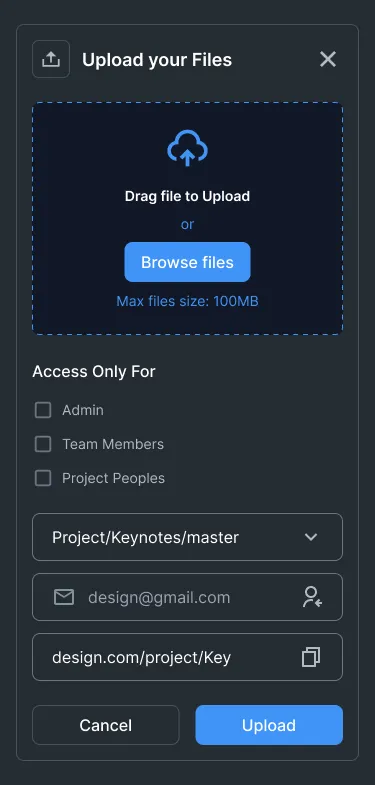 Upload your Files
Drag file to Upload
or
Browse files
Max files size: 100MB
Access Only For
Admin
Team Members
Project Peoples
Project/Keynotes/master
design@gmail.com
design.com/project/Key
Cancel
Upload